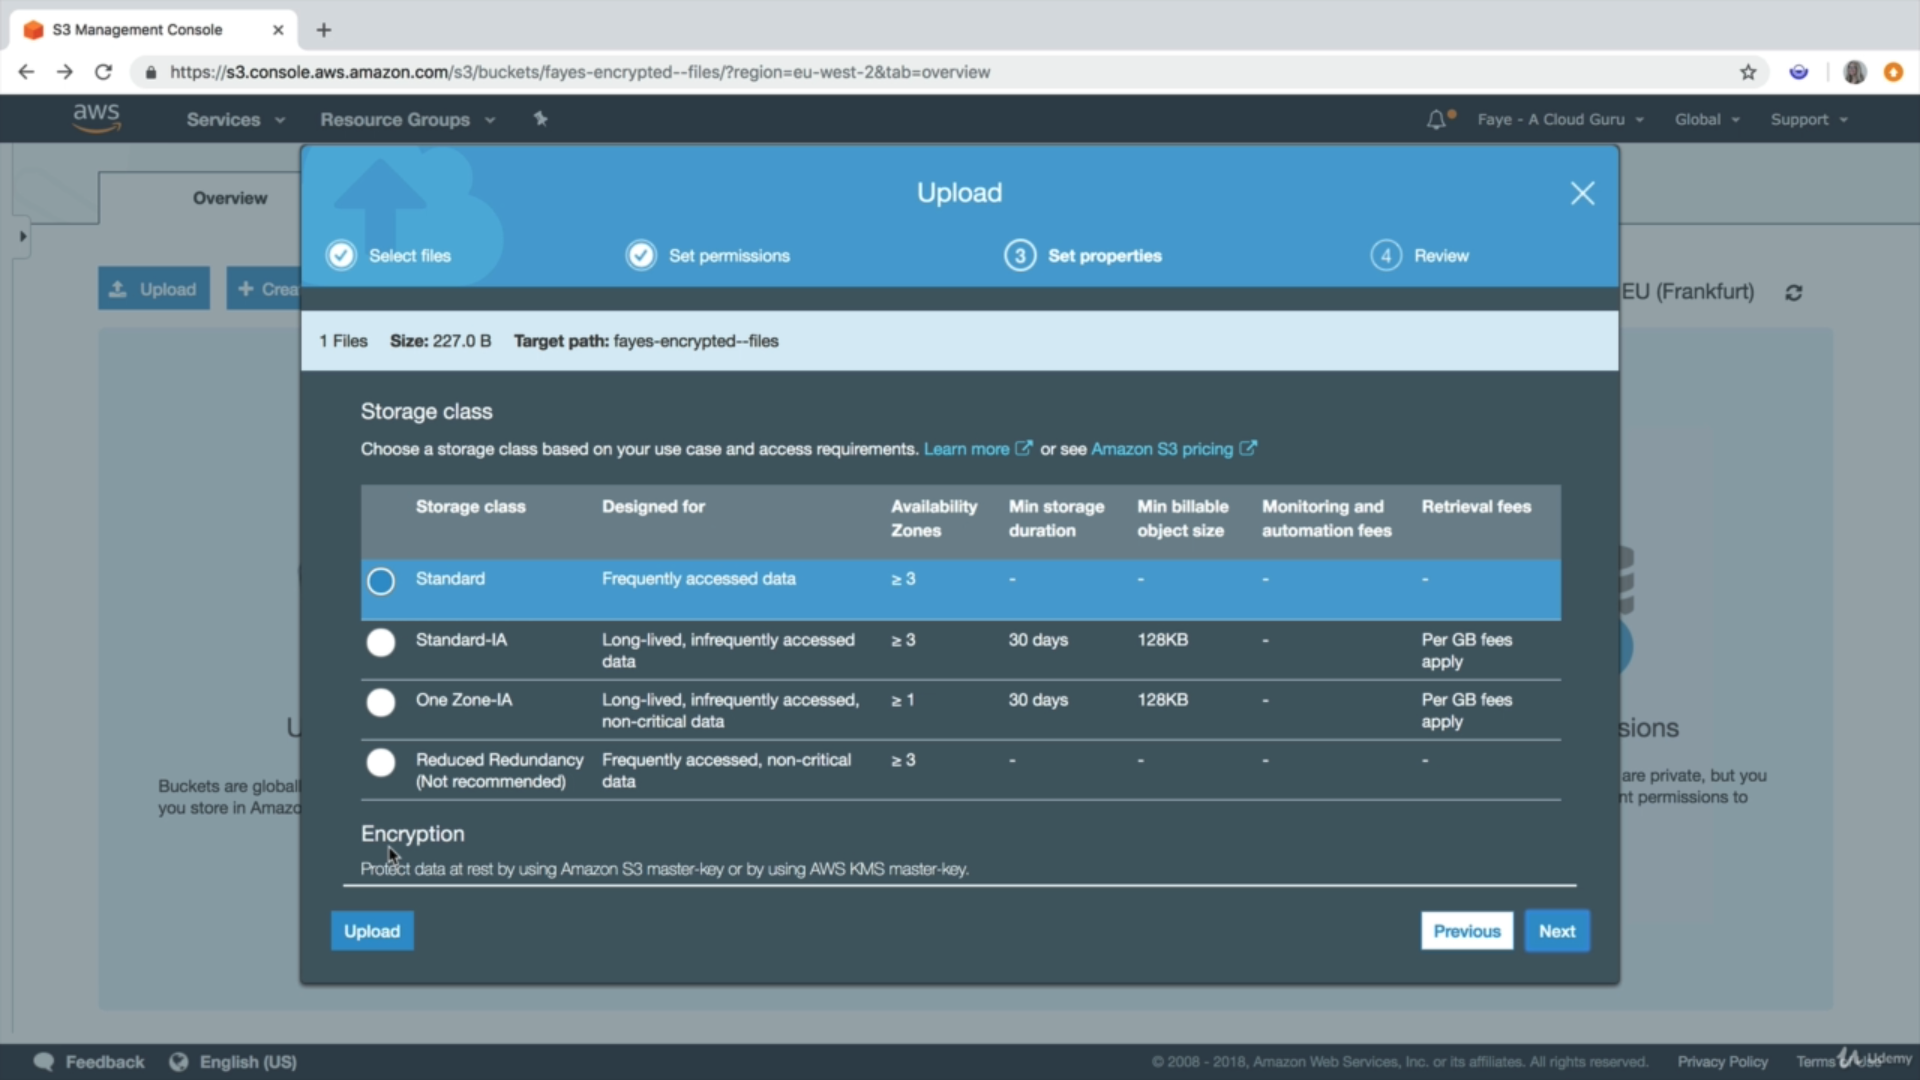 S3 Management Console
https://s3.console.aws.amazon.com/s3/buckets/fayes-encrypted--files/?region=eu-west-2&tab=overview
aws Services Resource Groups Faye - A Cloud Guru Global Support
Overview
Upload
Select files Set permissions 3 Set properties 4 Review
Upload + Crea EU (Frankfurt)
1 Files Size: 227.0 B Target path: fayes-encrypted--files
Storage class
Choose a storage class based on your use case and access requirements. Learn more or see Amazon S3 pricing
Storage class Designed for Availability Zones Min storage duration Min billable object size Monitoring and automation fees Retrieval fees
Standard Frequently accessed data ≥ 3 - - - -
Standard-IA Long-lived, infrequently accessed data ≥ 3 30 days 128KB - Per GB fees apply
One Zone-IA Long-lived, infrequently accessed, non-critical data ≥ 1 30 days 128KB - Per GB fees apply
Reduced Redundancy (Not recommended) Frequently accessed, non-critical data ≥ 3 - - - -
U sions
Buckets are globall are private, but you
you store in Amazo nt permissions to
Encryption
Protect data at rest by using Amazon S3 master-key or by using AWS KMS master-key.
Upload Previous Next
Feedback English (US) © 2008 - 2018, Amazon Web Services, Inc. or its affiliates. All rights reserved. Privacy Policy Terms Udemy